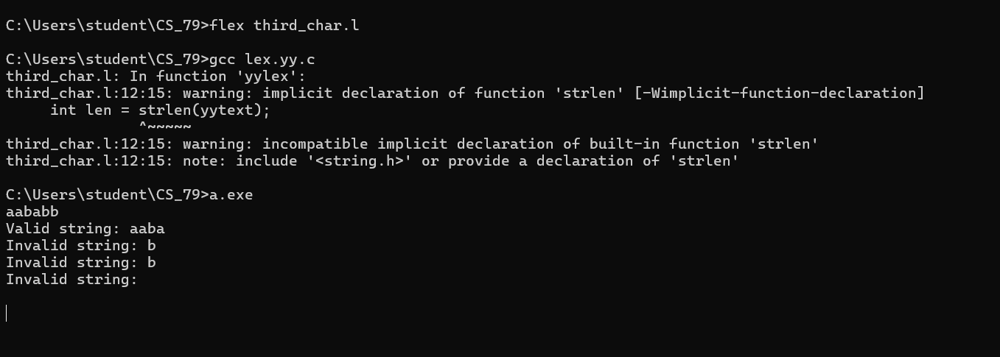 C:\Users\student\CS_79>flex third_char.l
C:\Users\student\CS_79>gcc lex.yy.c
third_char.l: In function 'yylex':
third_char.l:12:15: warning: implicit declaration of function 'strlen' [-Wimplicit-function-declaration]
     int len = strlen(yytext);
               ^~~~~~
third_char.l:12:15: warning: incompatible implicit declaration of built-in function 'strlen'
third_char.l:12:15: note: include '<string.h>' or provide a declaration of 'strlen'
C:\Users\student\CS_79>a.exe
aababb
Valid string: aaba
Invalid string: b
Invalid string: b
Invalid string: